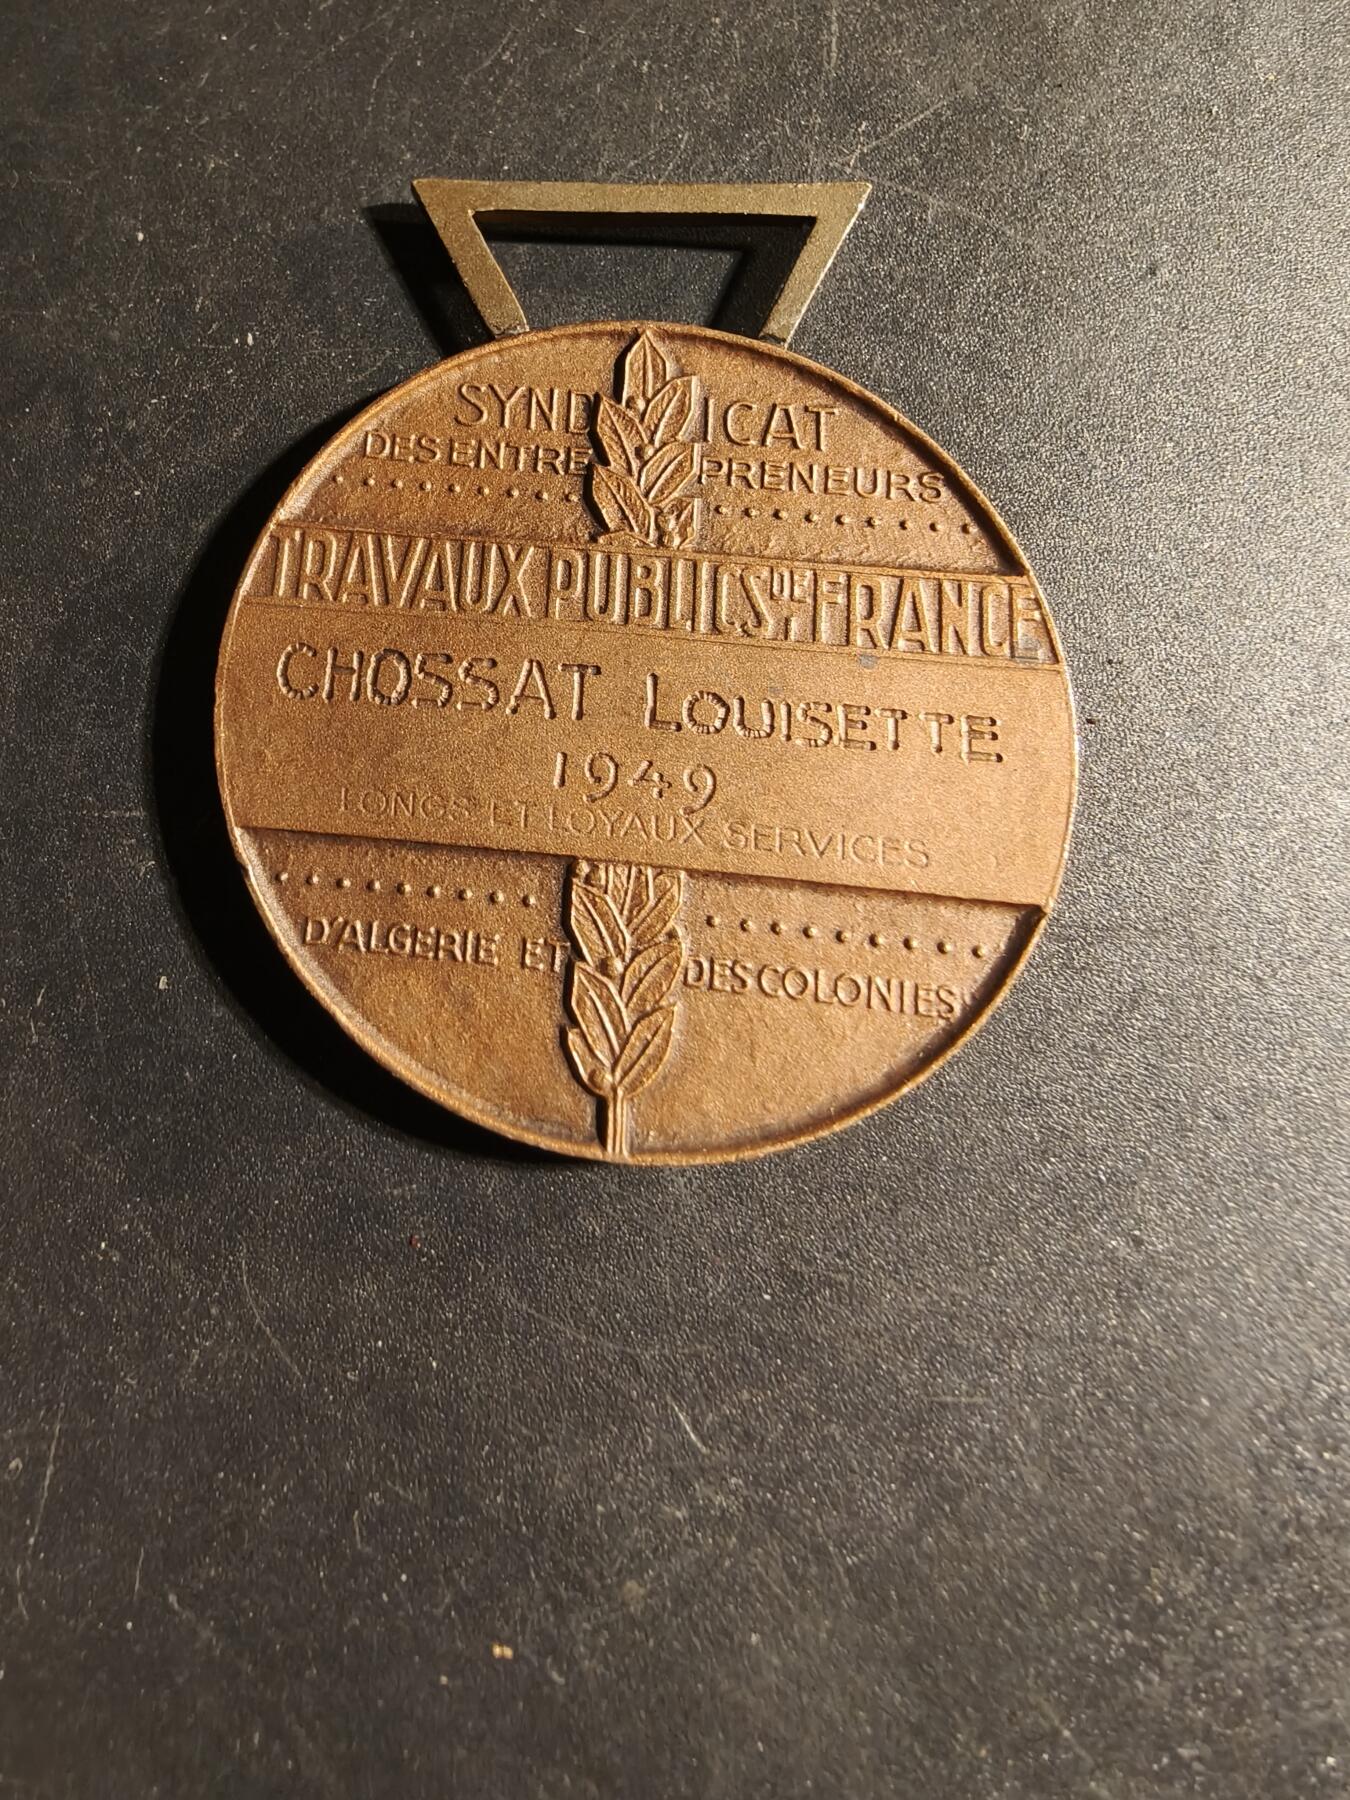 SYNDICAT
DES ENTREPRENEURS
TRAVAUX PUBLICS DE FRANCE
CHOSSAT LOUISETTE
1949
LONGS ET LOYAUX SERVICES
D'ALGERIE ET DES COLONIES